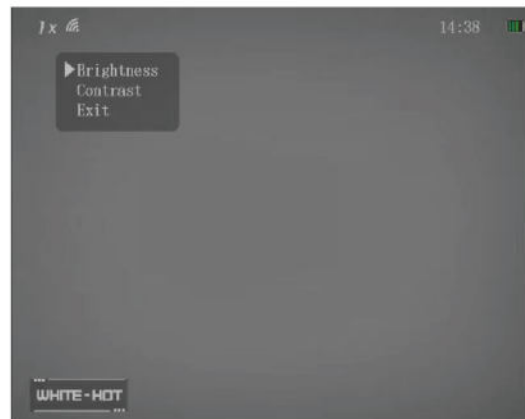 1x
14:38
Brightness
Contrast
Exit
WHITE-HOT